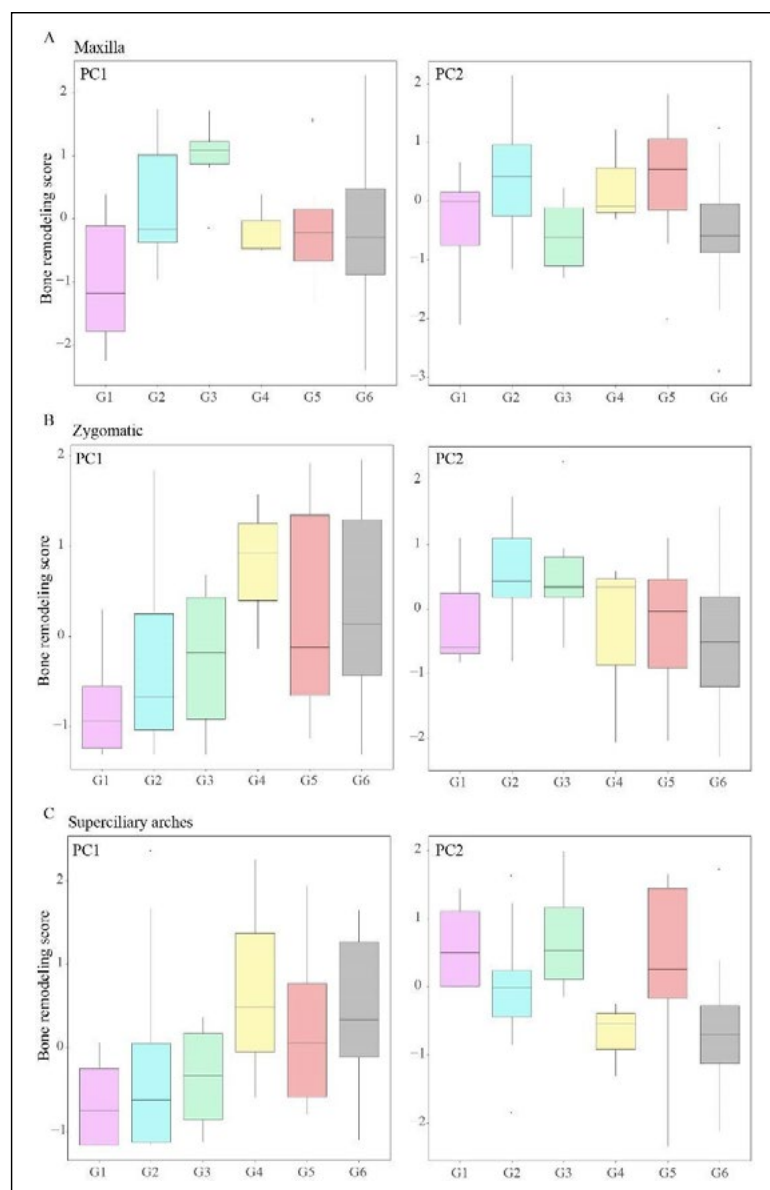 A
Maxilla
PC1
PC2
Bone remodeling score
2
1
0
−1
−2
2
1
0
−1
−2
−3
G1 G2 G3 G4 G5 G6
G1 G2 G3 G4 G5 G6
B
Zygomatic
PC1
PC2
Bone remodeling score
2
1
0
−1
2
1
0
−1
−2
G1 G2 G3 G4 G5 G6
G1 G2 G3 G4 G5 G6
C
Superciliary arches
PC1
PC2
Bone remodeling score
2
1
0
−1
2
1
0
−1
−2
G1 G2 G3 G4 G5 G6
G1 G2 G3 G4 G5 G6